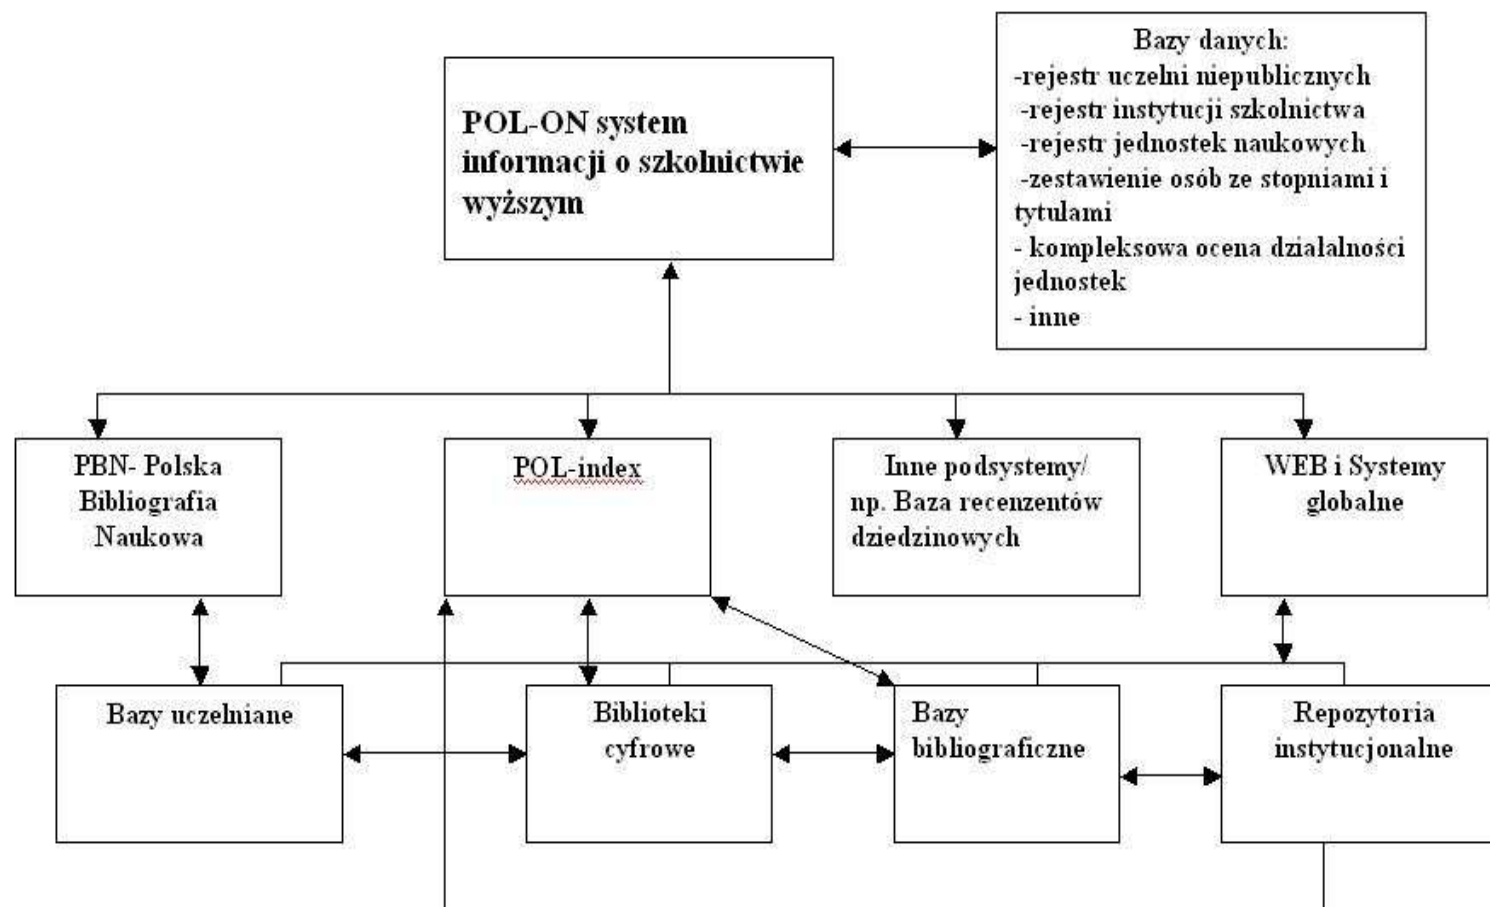 POL-ON system
informacji o szkolnictwie
wyższym
Bazy danych:
-rejestr uczelni niepublicznych
-rejestr instytucji szkolnictwa
-rejestr jednostek naukowych
-zestawienie osób ze stopniami i
tytułami
- kompleksowa ocena działalności
jednostek
- inne
PBN- Polska
Bibliografia
Naukowa
POL-index
Inne podsystemy/
np. Baza recenzentów
dziedzinowych
WEB i Systemy
globalne
Bazy uczelniane
Biblioteki
cyfrowe
Bazy
bibliograficzne
Repozytoria
instytucjonalne